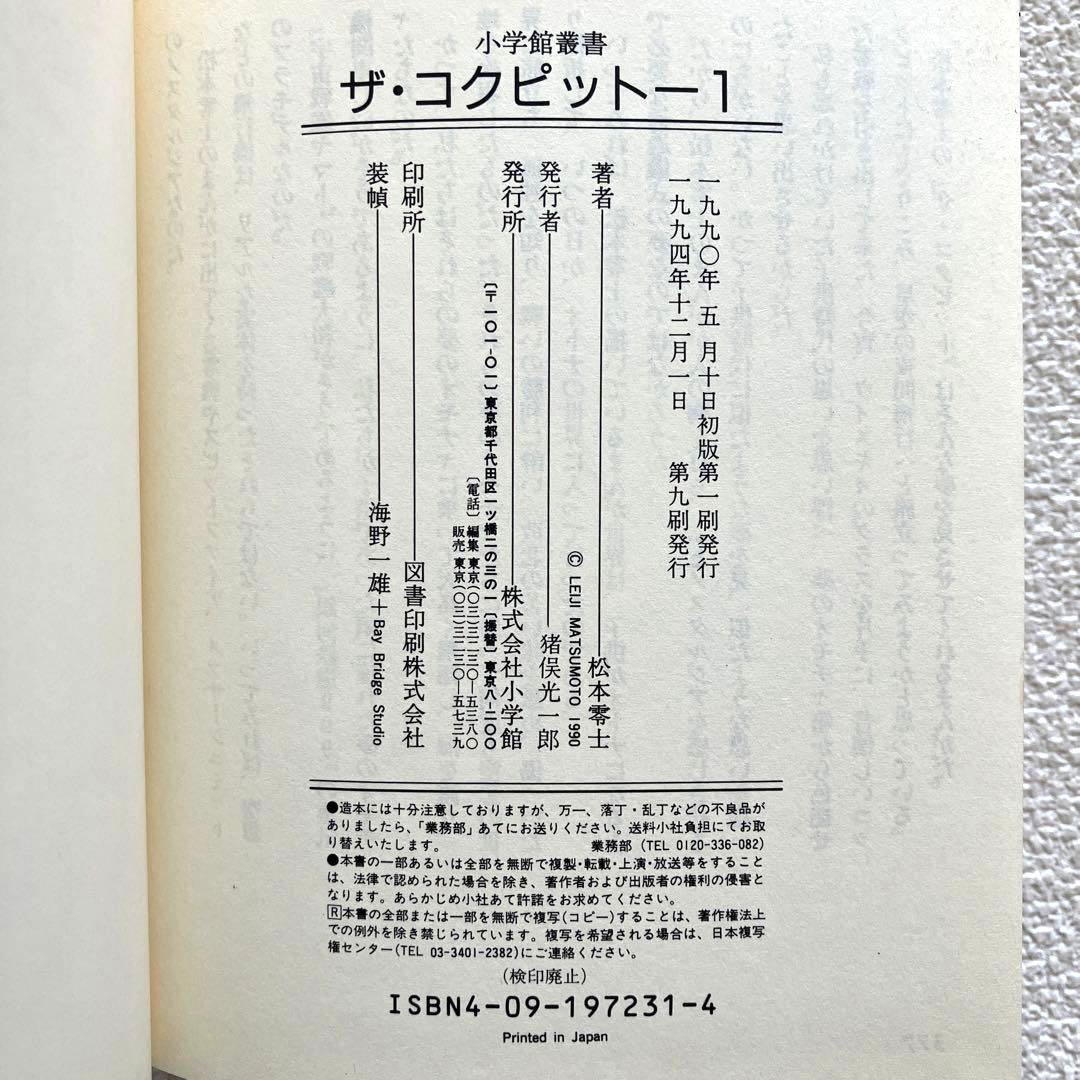 小学館叢書
ザ・コクピットー1
一九九〇年 五 月十日初版第一刷発行
一九九四年十二月一日 第九刷発行
著者 松本零士
© LEIJI MATSUMOTO 1990
発行者 猪俣光一郎
発行所 株式会社小学館
〔〒一〇一-〇一〕東京都千代田区一ツ橋二の三の一〔振替〕東京八-二〇〇
〔電話〕編集 東京(〇三)三二三〇―五三八〇
販売 東京(〇三)三二三〇―五七三九
印刷所 図書印刷株式会社
装幀 海野一雄+Bay Bridge Studio
●造本には十分注意しておりますが、万一、落丁・乱丁などの不良品が
ありましたら、「業務部」あてにお送りください。送料小社負担にてお取
り替えいたします。 業務部(TEL 0120-336-082)
●本書の一部あるいは全部を無断で複製・転載・上演・放送等をすること
は、法律で認められた場合を除き、著作者および出版者の権利の侵害と
なります。あらかじめ小社あて許諾をお求めてください。
R本書の全部または一部を無断で複写(コピー)することは、著作権法上
での例外を除き禁じられています。複写を希望される場合は、日本複写
権センター(TEL 03-3401-2382)にご連絡ください。
(検印廃止)
ISBN4-09-197231-4
Printed in Japan